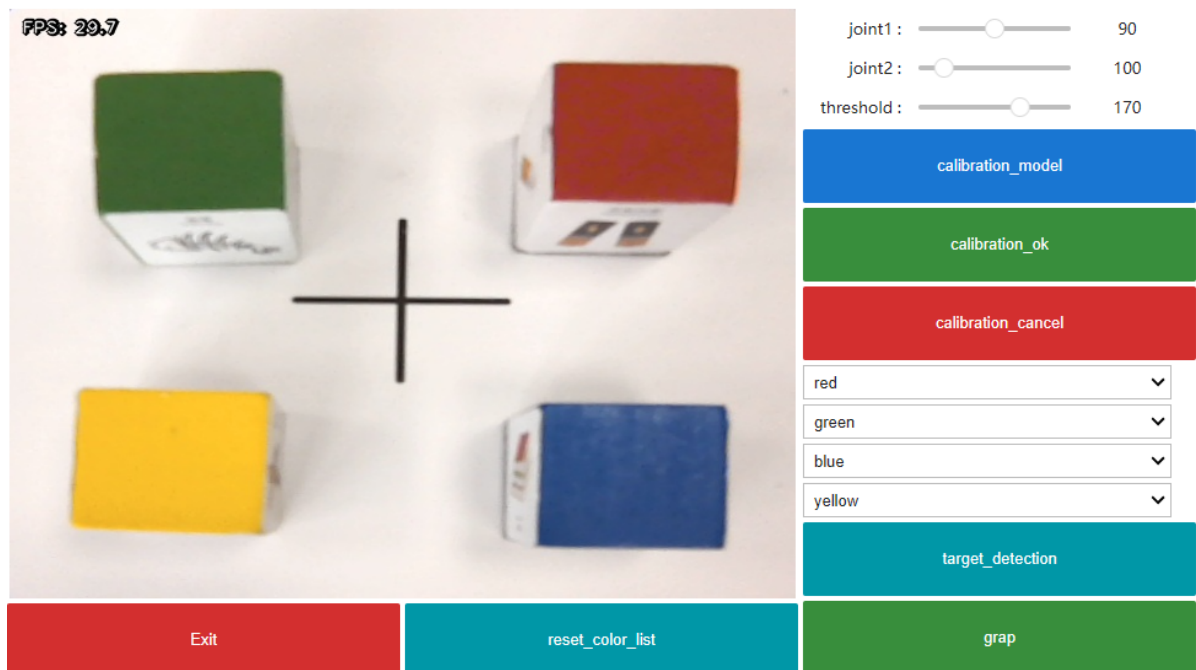 FPS: 29.7
joint1 : 90
joint2 : 100
threshold : 170
calibration_model
calibration_ok
calibration_cancel
red
green
blue
yellow
target_detection
Exit
reset_color_list
grap